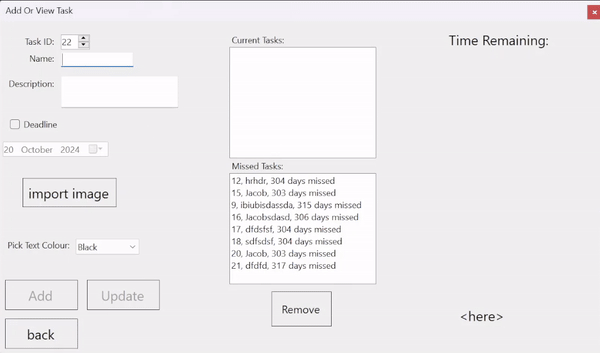 Add Or View Task
Task ID: 22
Name:
Description:
Deadline
20 October 2024
import image
Pick Text Colour: Black
Add Update
back
Current Tasks:
Missed Tasks:
12, hrhdr, 304 days missed
15, Jacob, 303 days missed
9, ibiubisdassda, 315 days missed
16, Jacobsdasd, 306 days missed
17, dfdsfsf, 304 days missed
18, sdfsdsf, 304 days missed
20, Jacob, 303 days missed
21, dfdfd, 317 days missed
Remove
Time Remaining:
<here>